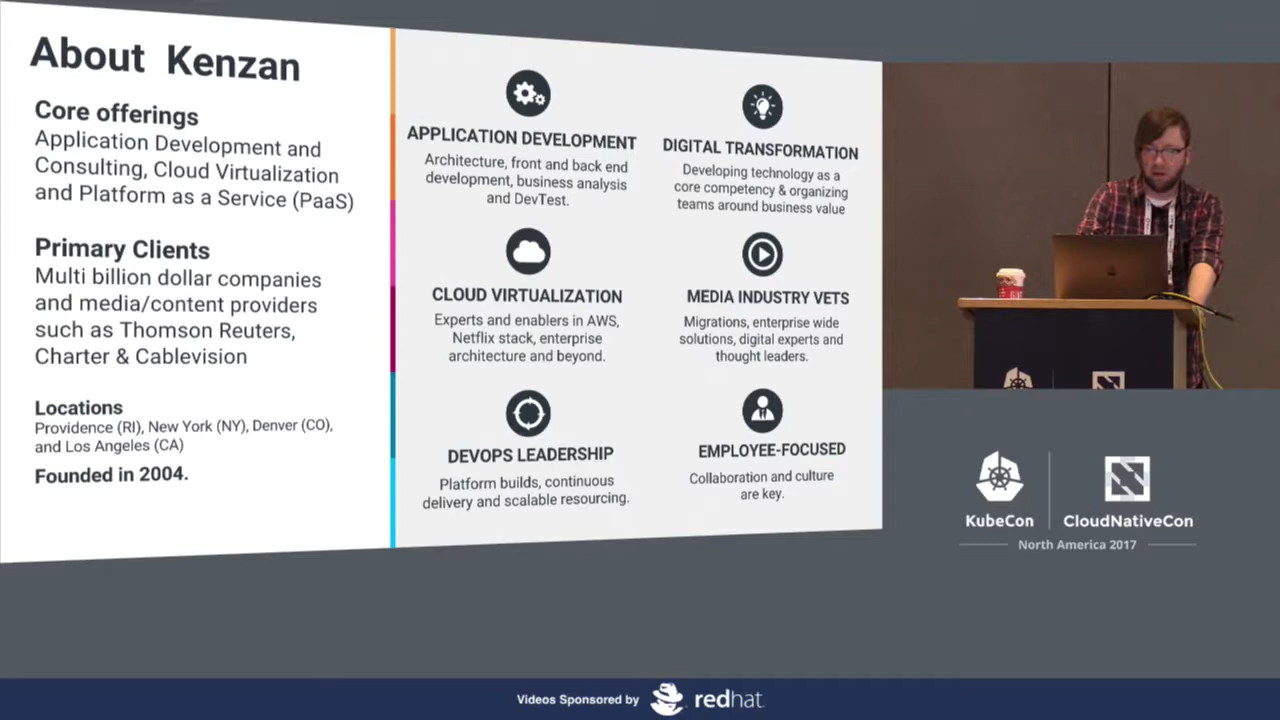 About Kenzan
Core offerings
Application Development and
Consulting, Cloud Virtualization
and Platform as a Service (PaaS)
Primary Clients
Multi billion dollar companies
and media/content providers
such as Thomson Reuters,
Charter & Cablevision
Locations
Providence (RI), New York (NY), Denver (CO),
and Los Angeles (CA)
Founded in 2004.
APPLICATION DEVELOPMENT
Architecture, front and back end
development, business analysis
and DevTest.
DIGITAL TRANSFORMATION
Developing technology as a
core competency & organizing
teams around business value
CLOUD VIRTUALIZATION
Experts and enablers in AWS,
Netflix stack, enterprise
architecture and beyond.
MEDIA INDUSTRY VETS
Migrations, enterprise wide
solutions, digital experts and
thought leaders.
DEVOPS LEADERSHIP
Platform builds, continuous
delivery and scalable resourcing.
EMPLOYEE-FOCUSED
Collaboration and culture
are key.
KubeCon
CloudNativeCon
North America 2017
Videos Sponsored by
redhat.